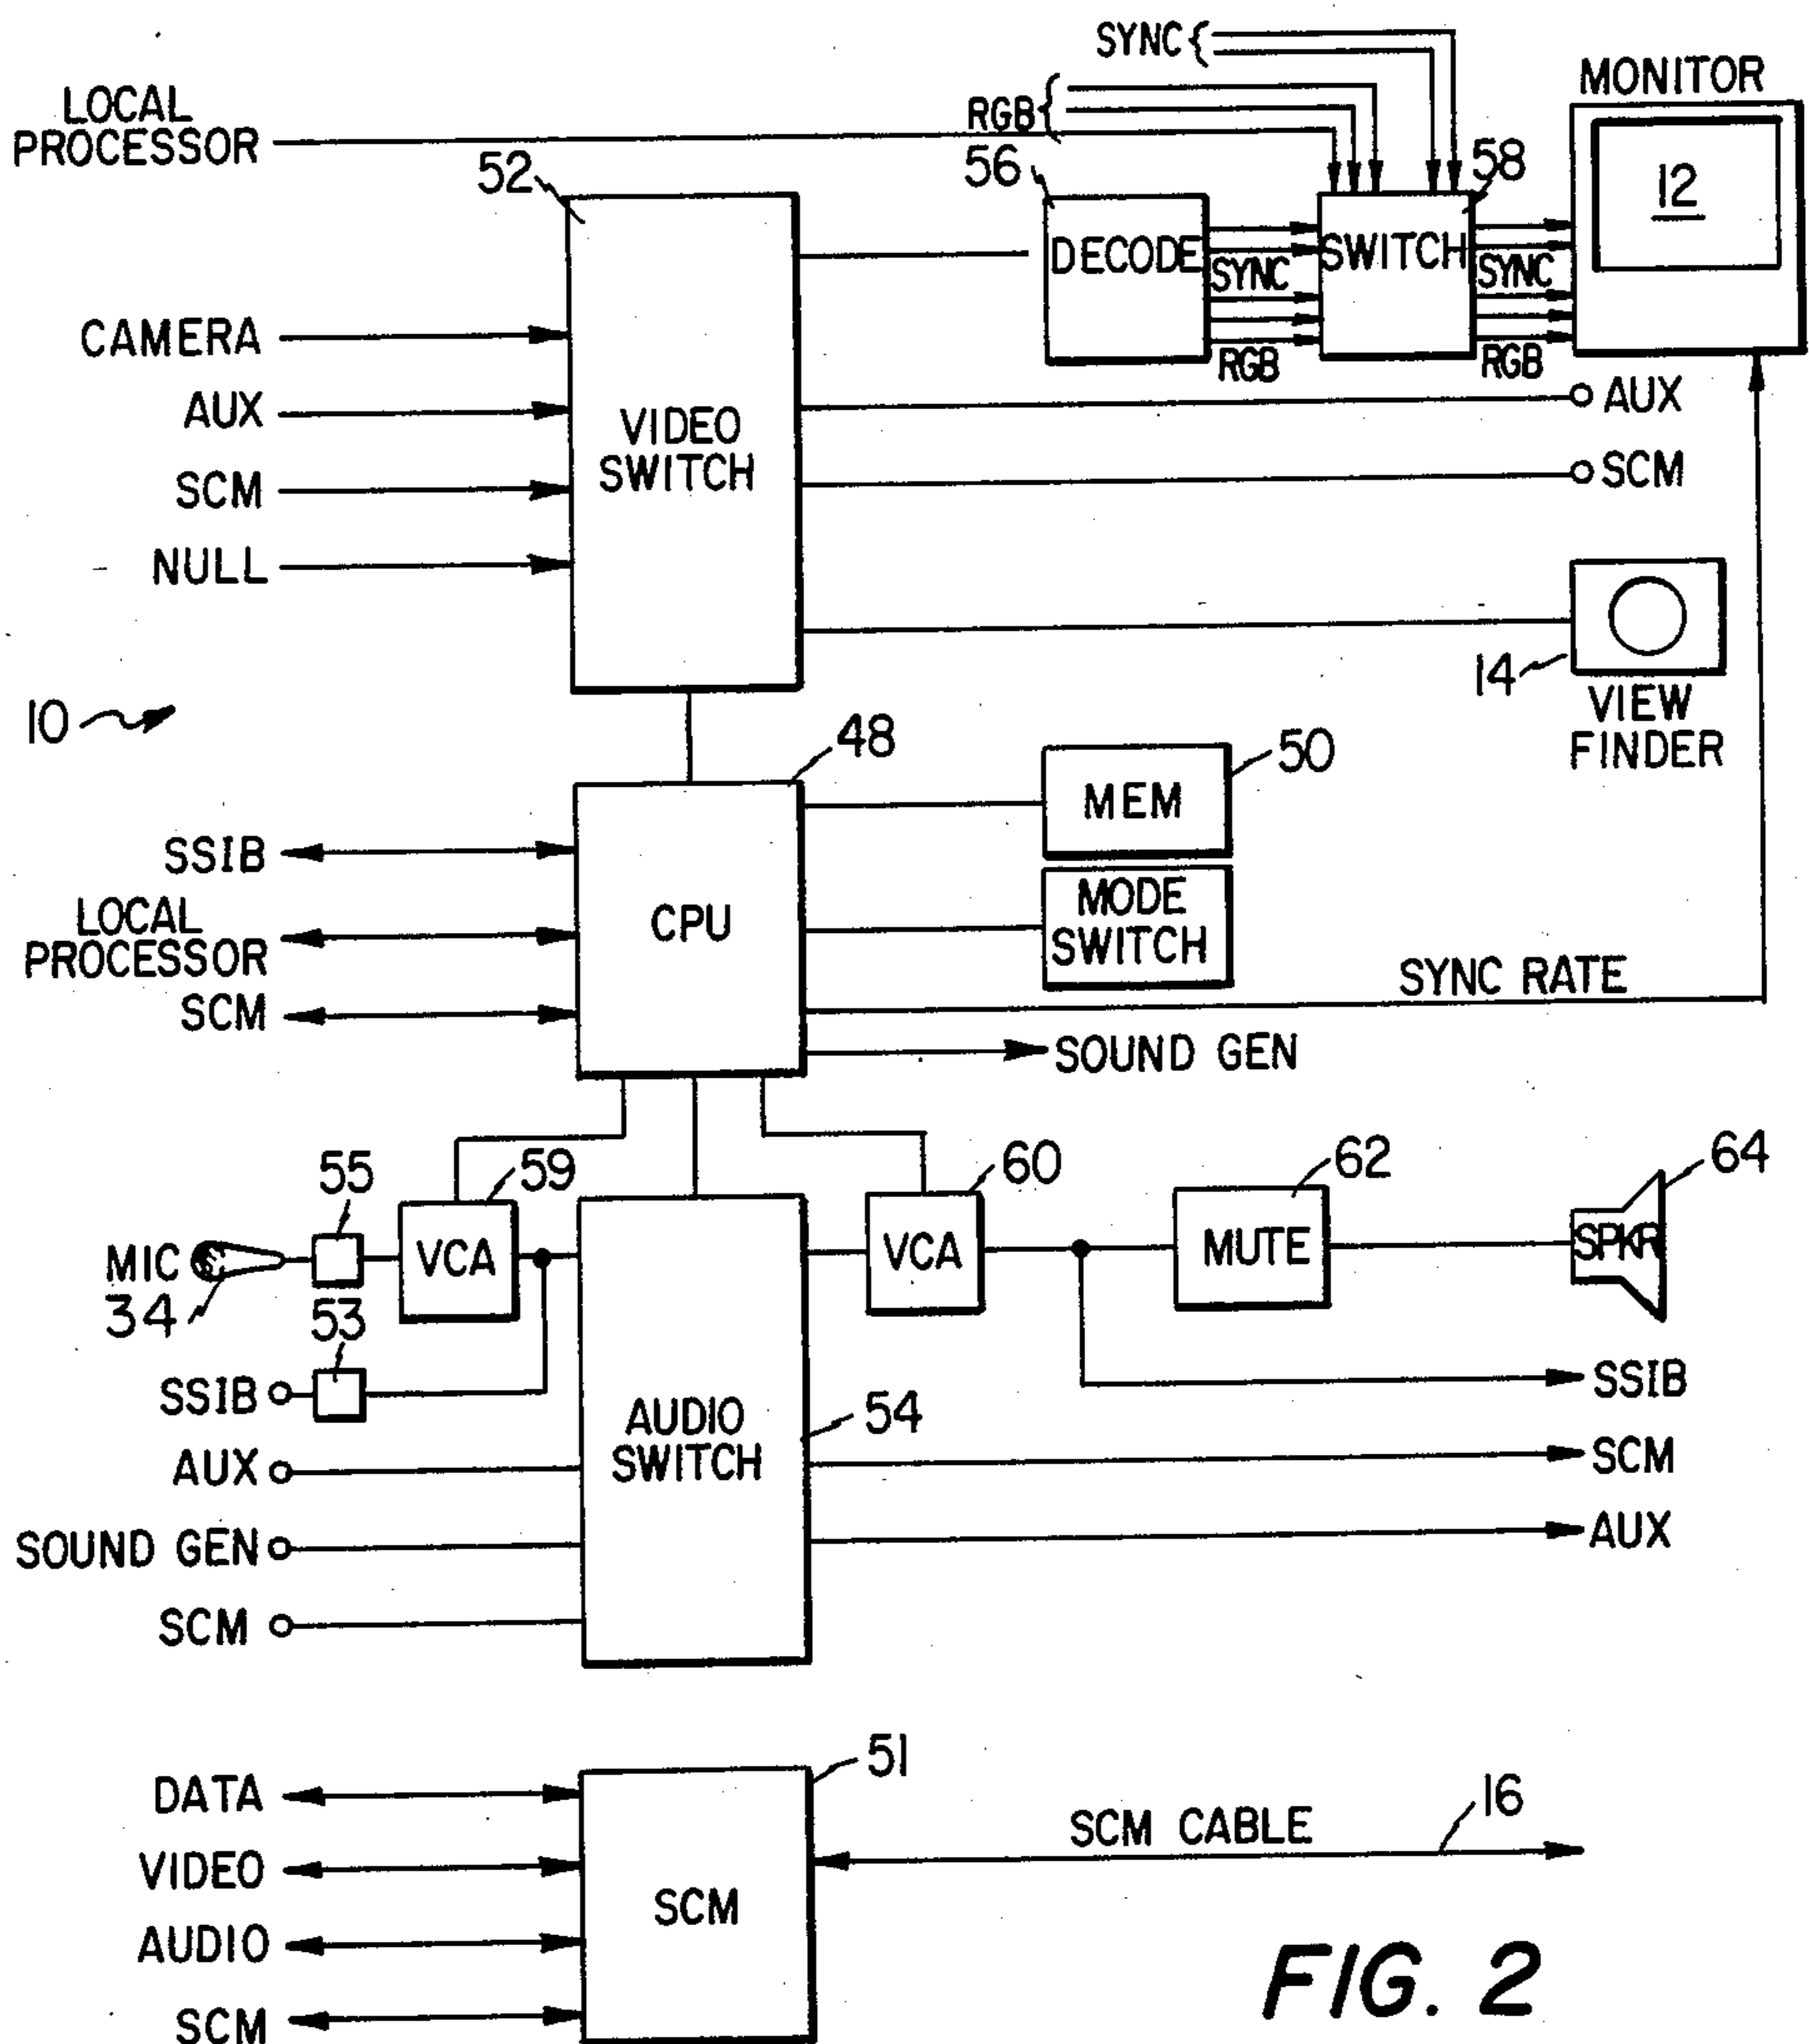 SYNC {
MONITOR
LOCAL
PROCESSOR
RGB {
52
56
58
12
DECODE
SWITCH
SYNC
SYNC
RGB
RGB
CAMERA
AUX
SCM
NULL
VIDEO
SWITCH
AUX
SCM
14
VIEW
FINDER
10
48
50
MEM
SSIB
LOCAL
PROCESSOR
SCM
CPU
MODE
SWITCH
SYNC RATE
SOUND GEN
55
59
60
62
64
MIC
34
VCA
VCA
MUTE
SPKR
53
SSIB
AUX
SOUND GEN
SCM
AUDIO
SWITCH
54
SSIB
SCM
AUX
51
DATA
VIDEO
AUDIO
SCM
SCM
SCM CABLE
16
FIG. 2